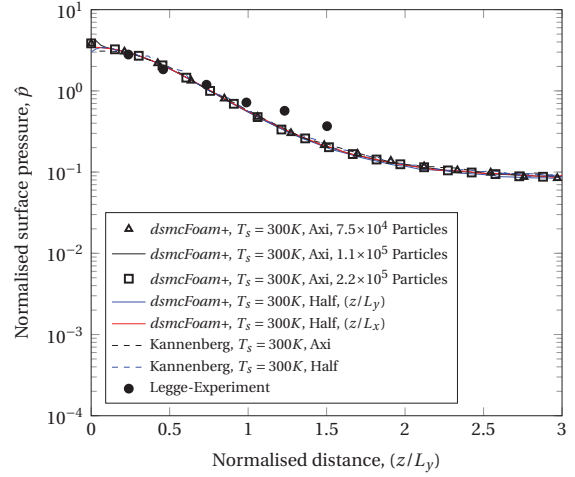 10^1
10^0
10^−1
10^−2
10^−3
10^−4
Normalised surface pressure, p̂
dsmcFoam+, T_s = 300K, Axi, 7.5×10^4 Particles
dsmcFoam+, T_s = 300K, Axi, 1.1×10^5 Particles
dsmcFoam+, T_s = 300K, Axi, 2.2×10^5 Particles
dsmcFoam+, T_s = 300K, Half, (z/L_y)
dsmcFoam+, T_s = 300K, Half, (z/L_x)
Kannenberg, T_s = 300K, Axi
Kannenberg, T_s = 300K, Half
Legge-Experiment
0 0.5 1 1.5 2 2.5 3
Normalised distance, (z/L_y)